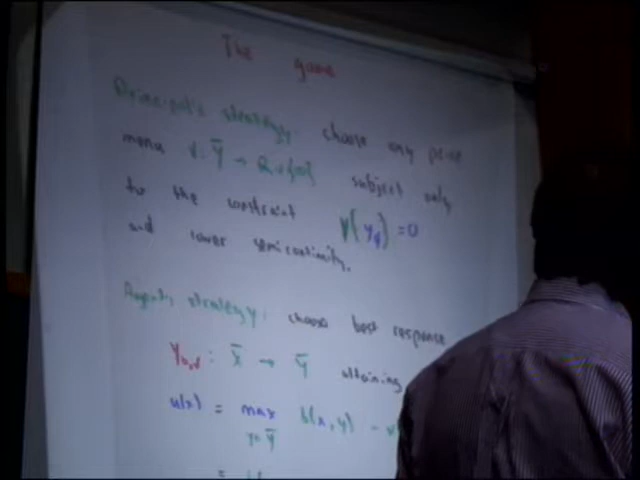 The game
Principal's strategy: choose any price
menu v: Ȳ → R ∪ {∞} subject only
to the constraint v(y_φ) = 0
and lower semicontinuity.
Agent's strategy: choose best response
: X̄ → Ȳ attaining
u(x) = max b(x,y) - v
y∈Ȳ
=